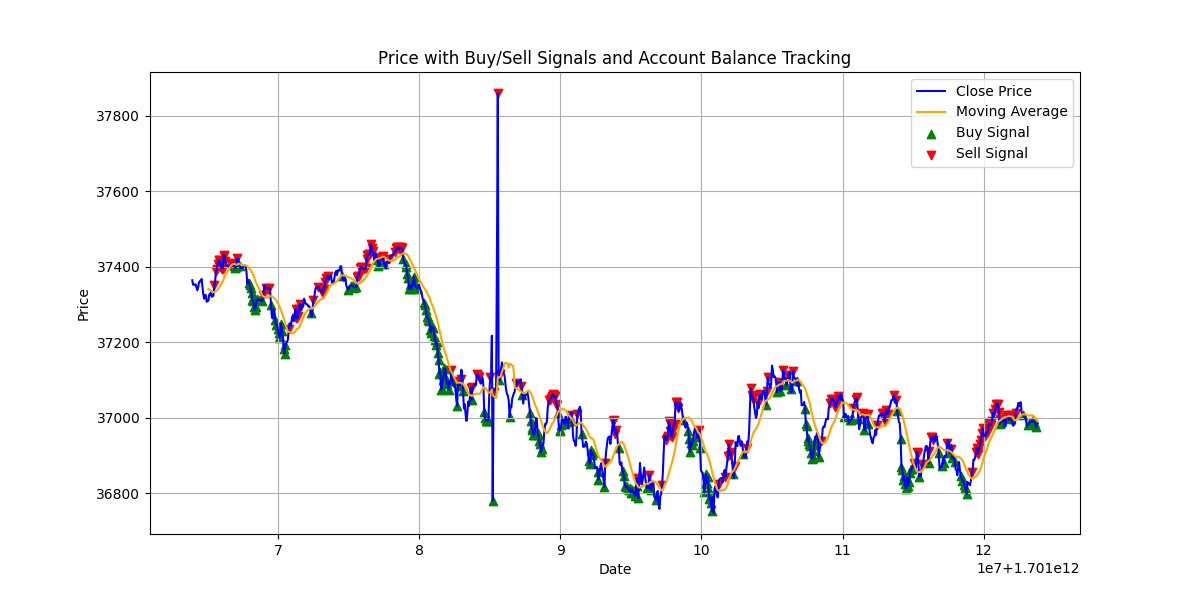 Price with Buy/Sell Signals and Account Balance Tracking
Close Price
Moving Average
Buy Signal
Sell Signal
Price
37800
37600
37400
37200
37000
36800
7 8 9 10 11 12
Date
1e7+1.701e12